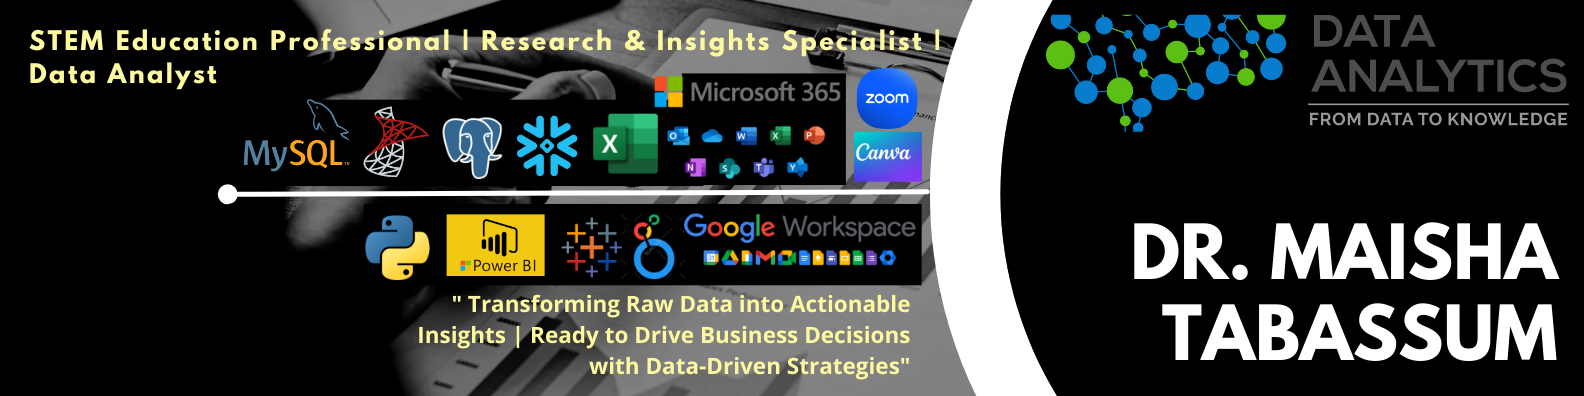 STEM Education Professional | Research & Insights Specialist |
Data Analyst
Microsoft 365
zoom
MySQL
X
W
X
P
N
S
T
Y
Canva
Power BI
Google Workspace
" Transforming Raw Data into Actionable
Insights | Ready to Drive Business Decisions
with Data-Driven Strategies"
DATA
ANALYTICS
FROM DATA TO KNOWLEDGE
DR. MAISHA
TABASSUM